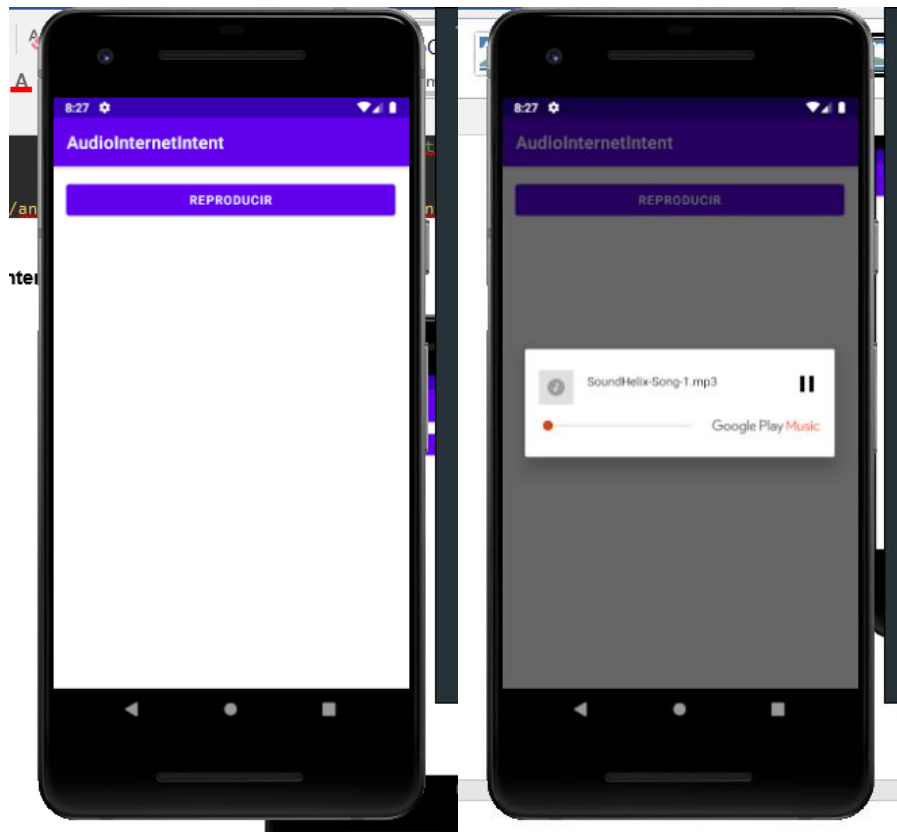 8:27
AudioInternetIntent
REPRODUCIR
8:27
AudioInternetIntent
REPRODUCIR
SoundHelix-Song-1.mp3
Google Play Music